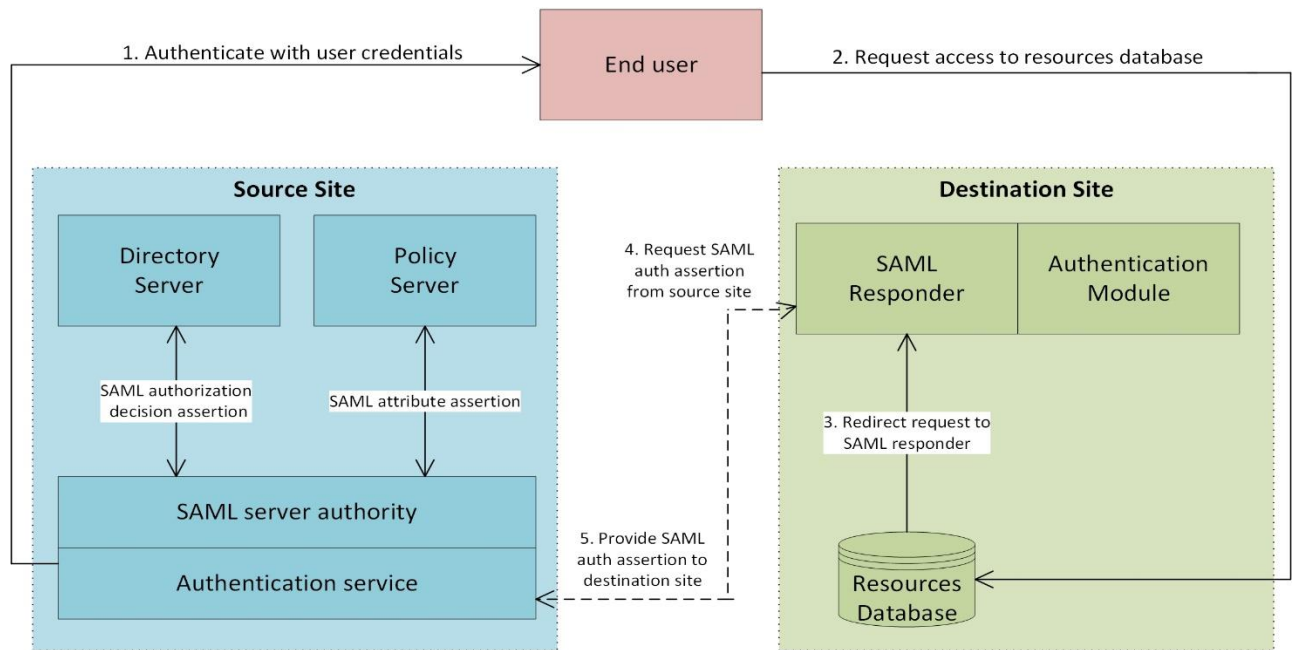 1. Authenticate with user credentials
End user
2. Request access to resources database
Source Site
Directory
Server
Policy
Server
SAML authorization
decision assertion
SAML attribute assertion
SAML server authority
Authentication service
4. Request SAML
auth assertion
from source site
5. Provide SAML
auth assertion to
destination site
Destination Site
SAML
Responder
Authentication
Module
3. Redirect request to
SAML responder
Resources
Database